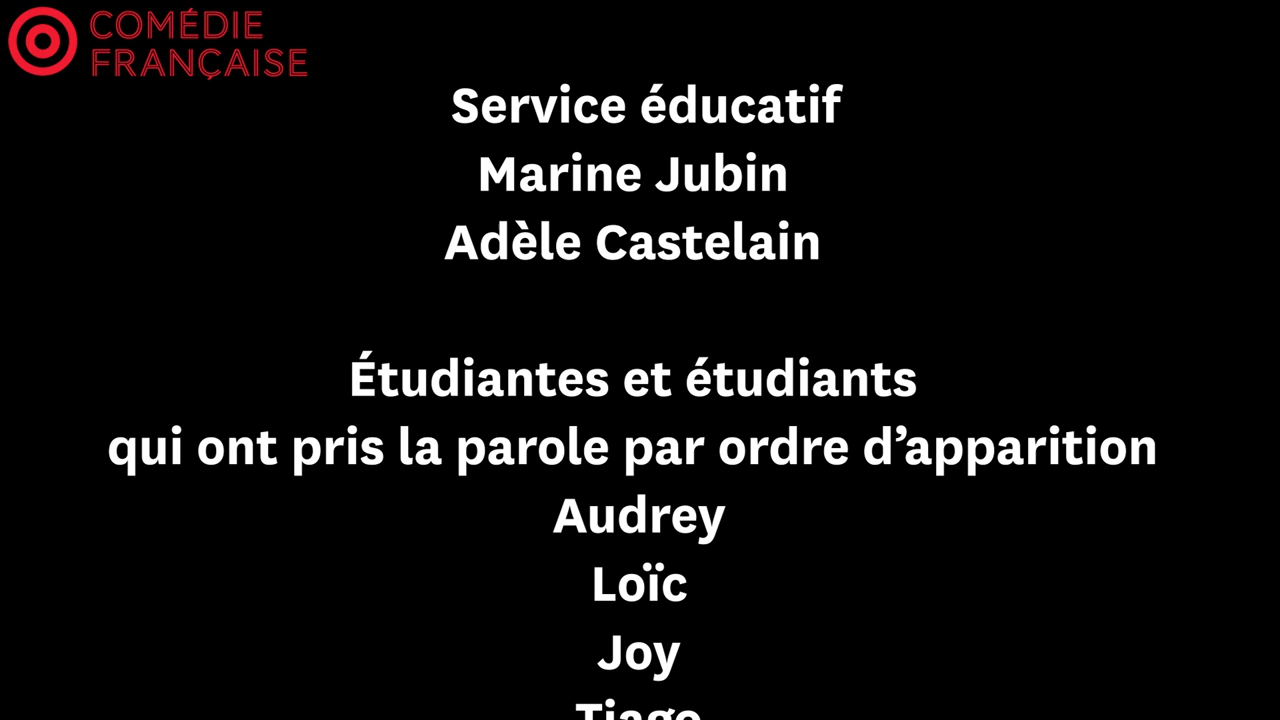 COMÉDIE
FRANÇAISE
Service éducatif
Marine Jubin
Adèle Castelain
Étudiantes et étudiants
qui ont pris la parole par ordre d’apparition
Audrey
Loïc
Joy
Tiago